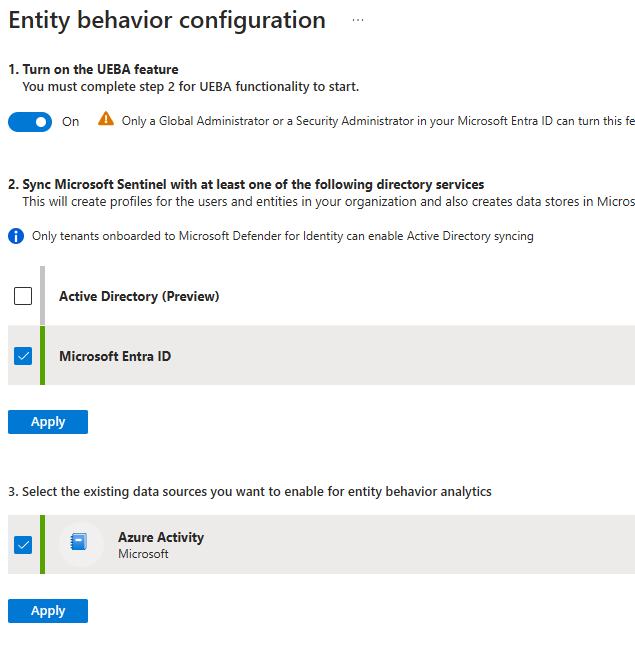 Entity behavior configuration ...
1. Turn on the UEBA feature
You must complete step 2 for UEBA functionality to start.
On Only a Global Administrator or a Security Administrator in your Microsoft Entra ID can turn this fe
2. Sync Microsoft Sentinel with at least one of the following directory services
This will create profiles for the users and entities in your organization and also creates data stores in Micros
Only tenants onboarded to Microsoft Defender for Identity can enable Active Directory syncing
Active Directory (Preview)
Microsoft Entra ID
Apply
3. Select the existing data sources you want to enable for entity behavior analytics
Azure Activity
Microsoft
Apply